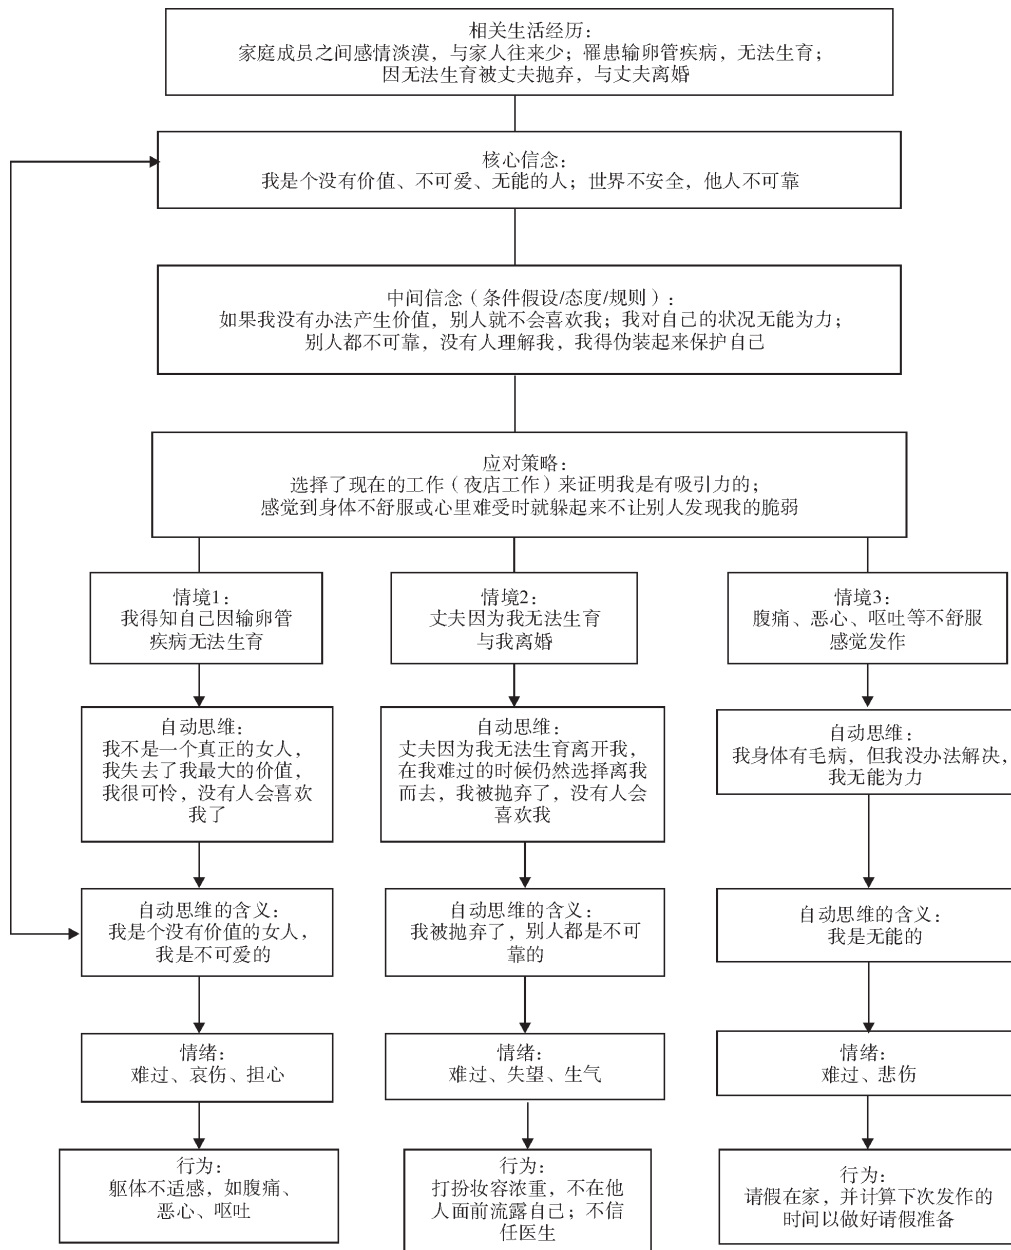 相关生活经历：
家庭成员之间感情淡漠，与家人往来少；罹患输卵管疾病，无法生育；
因无法生育被丈夫抛弃，与丈夫离婚
核心信念：
我是个没有价值、不可爱、无能的人；世界不安全，他人不可靠
中间信念（条件假设/态度/规则）：
如果我没有办法产生价值，别人就不会喜欢我；我对自己的状况无能为力；
别人都不可靠，没有人理解我，我得伪装起来保护自己
应对策略：
选择了现在的工作（夜店工作）来证明我是有吸引力的；
感觉到身体不舒服或心里难受时就躲起来不让别人发现我的脆弱
情境1：
我得知自己因输卵管
疾病无法生育
情境2：
丈夫因为我无法生育
与我离婚
情境3：
腹痛、恶心、呕吐等不舒服
感觉发作
自动思维：
我不是一个真正的女人，
我失去了我最大的价值，
我很可怜，没有人会喜欢
我了
自动思维：
丈夫因为我无法生育离开我，
在我难过的时候仍然选择离我
而去，我被抛弃了，没有人会
喜欢我
自动思维：
我身体有毛病，但我没办法解决，
我无能为力
自动思维的含义：
我是个没有价值的女人，
我是不可爱的
自动思维的含义：
我被抛弃了，别人都是不可
靠的
自动思维的含义：
我是无能的
情绪：
难过、哀伤、担心
情绪：
难过、失望、生气
情绪：
难过、悲伤
行为：
躯体不适感，如腹痛、
恶心、呕吐
行为：
打扮妆容浓重，不在他
人面前流露自己；不信
任医生
行为：
请假在家，并计算下次发作的
时间以做好请假准备